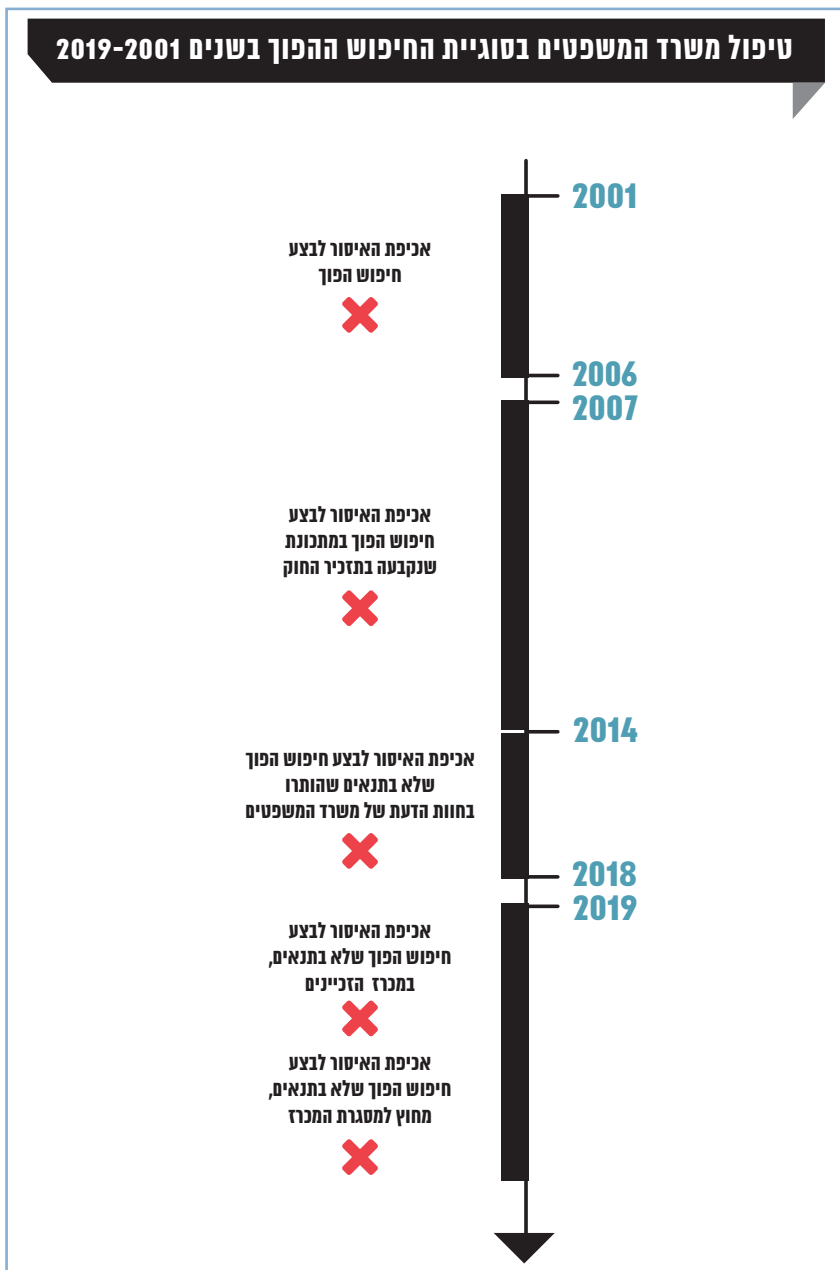 טיפול משרד המשפטים בסוגיית החיפוש ההפוך בשנים 2019-2001
2001
אכיפת האיסור לבצע
חיפוש הפוך
2006
2007
אכיפת האיסור לבצע
חיפוש הפוך במתכונת
שנקבעה בתזכיר החוק
2014
אכיפת האיסור לבצע חיפוש הפוך
שלא בתנאים שהותרו
בחוות הדעת של משרד המשפטים
2018
2019
אכיפת האיסור לבצע
חיפוש הפוך שלא בתנאים,
במכרז הזכיינים
אכיפת האיסור לבצע
חיפוש הפוך שלא בתנאים,
מחוץ למסגרת המכרז